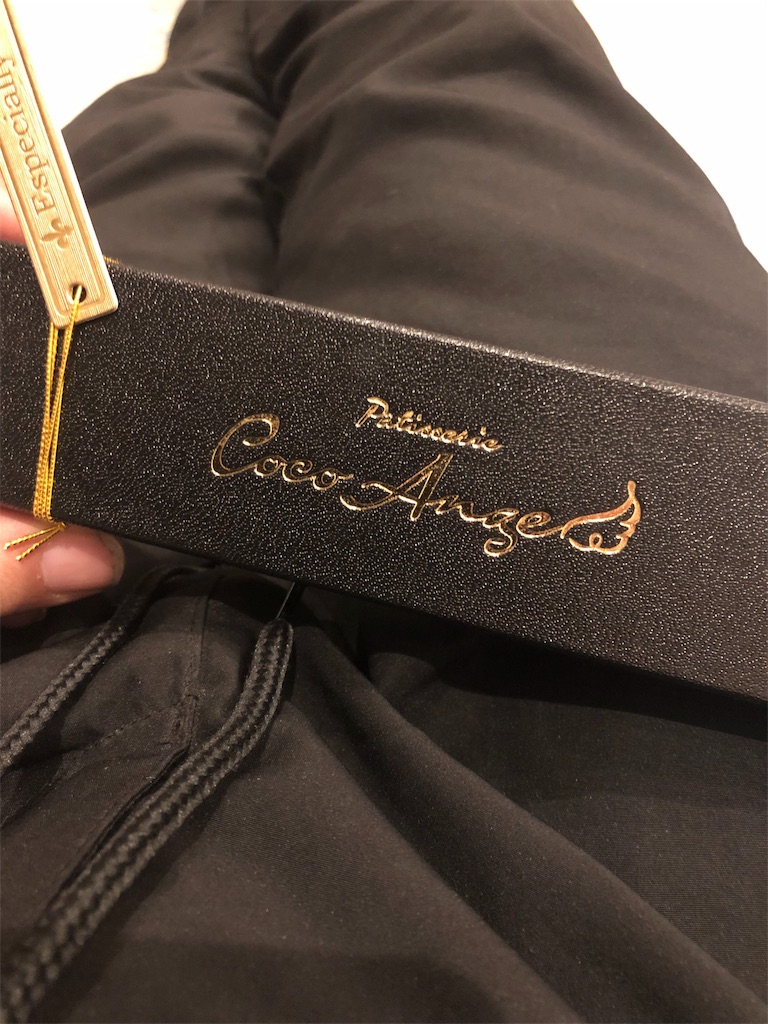 Especially
Patisserie
Coco Ange